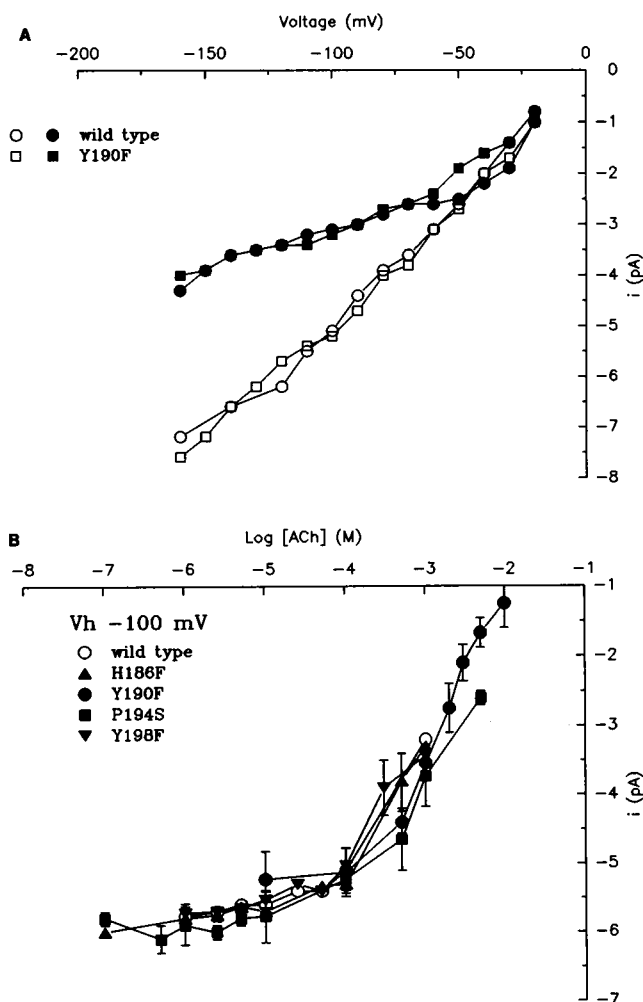 A
Voltage (mV)
−200 −150 −100 −50 0
0
−1
−2
−3
−4
−5
−6
−7
−8
i (pA)
wild type
Y190F
B
Log [ACh] (M)
−8 −7 −6 −5 −4 −3 −2 −1
−1
−2
−3
−4
−5
−6
−7
i (pA)
Vh −100 mV
wild type
H186F
Y190F
P194S
Y198F